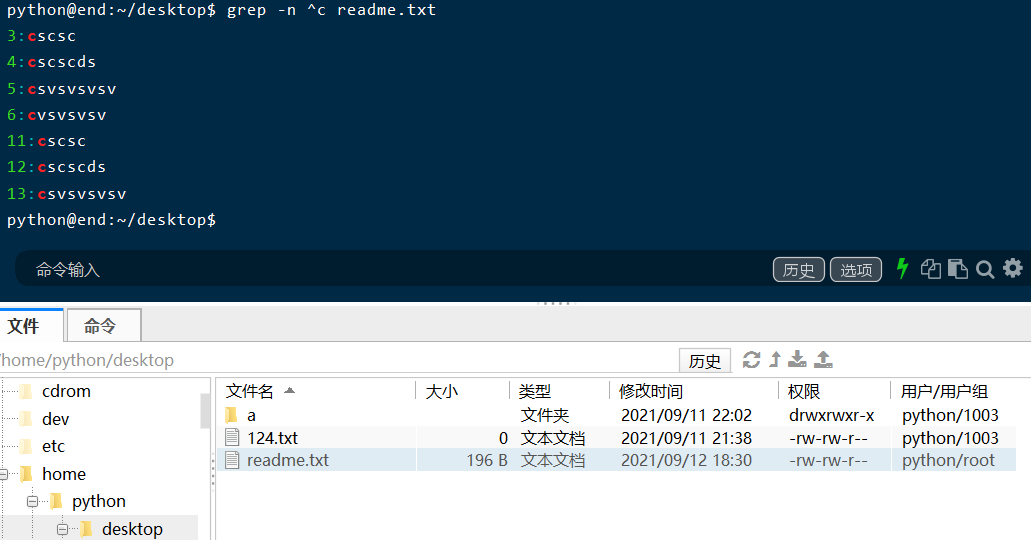 python@end:~/desktop$ grep -n ^c readme.txt
3:cscsc
4:cscscds
5:csvsvsvsv
6:cvsvsvsv
11:cscsc
12:cscscds
13:csvsvsvsv
python@end:~/desktop$
命令输入 历史 选项
文件 命令
/home/python/desktop 历史
cdrom
dev
etc
home
python
desktop
文件名 大小 类型 修改时间 权限 用户/用户组
a 文件夹 2021/09/11 22:02 drwxrwxr-x python/1003
124.txt 0 文本文档 2021/09/11 21:38 -rw-rw-r-- python/1003
readme.txt 196 B 文本文档 2021/09/12 18:30 -rw-rw-r-- python/root